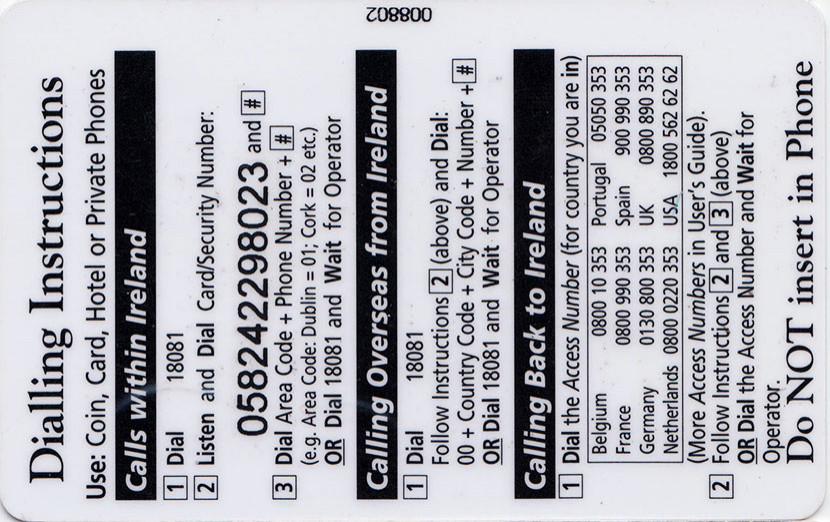 Dialling Instructions
Use: Coin, Card, Hotel or Private Phones
Calls within Ireland
1 Dial 18081
2 Listen and Dial Card/Security Number:
058242298023 and #
3 Dial Area Code + Phone Number + #
(e.g. Area Code: Dublin = 01; Cork = 02 etc.)
OR Dial 18081 and Wait for Operator
Calling Overseas from Ireland
1 Dial 18081
Follow Instructions 2 (above) and Dial:
00 + Country Code + City Code + Number + #
OR Dial 18081 and Wait for Operator
Calling Back to Ireland
1 Dial the Access Number (for country you are in)
Belgium 0800 10 353 Portugal 05050 353
France 0800 990 353 Spain 900 990 353
Germany 0130 800 353 UK 0800 890 353
Netherlands 0800 0220 353 USA 1800 562 62 62
(More Access Numbers in User's Guide).
2 Follow Instructions 2 and 3 (above)
OR Dial the Access Number and Wait for
Operator.
Do NOT insert in Phone
008802